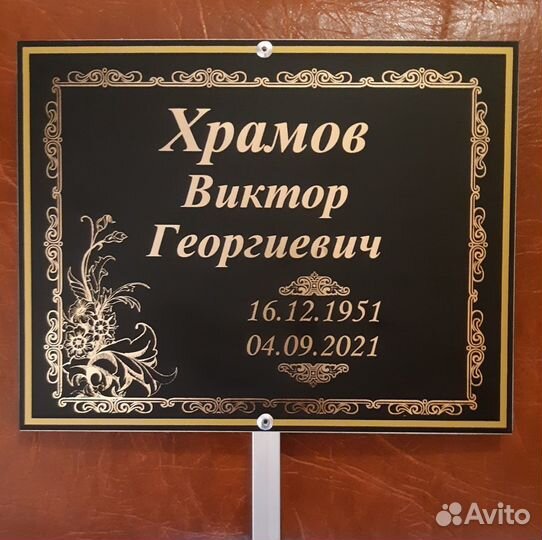 Храмов
Виктор
Георгиевич
16.12.1951
04.09.2021
Avito